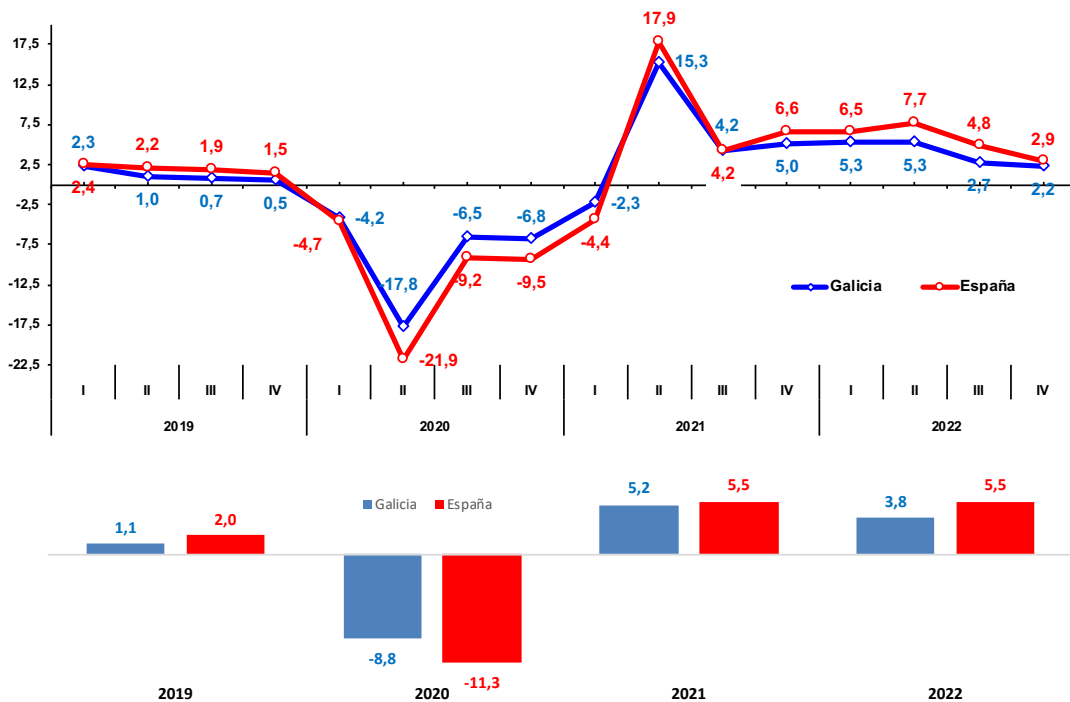 17,9
17,5
15,3
12,5
7,5
2,5
-2,5
-7,5
-12,5
-17,5
-22,5
2,3 2,2 1,9 1,5
2,4 1,0 0,7 0,5
-4,2 -17,8 -6,5 -6,8
-4,7 -21,9 -9,2 -9,5
-2,3 4,2 5,0 5,3 5,3 2,7 2,2
-4,4 4,2 6,6 6,5 7,7 4,8 2,9
Galicia España
I II III IV I II III IV I II III IV I II III IV
2019 2020 2021 2022
Galicia España
1,1 2,0 -8,8 -11,3 5,2 5,5 3,8 5,5
2019 2020 2021 2022